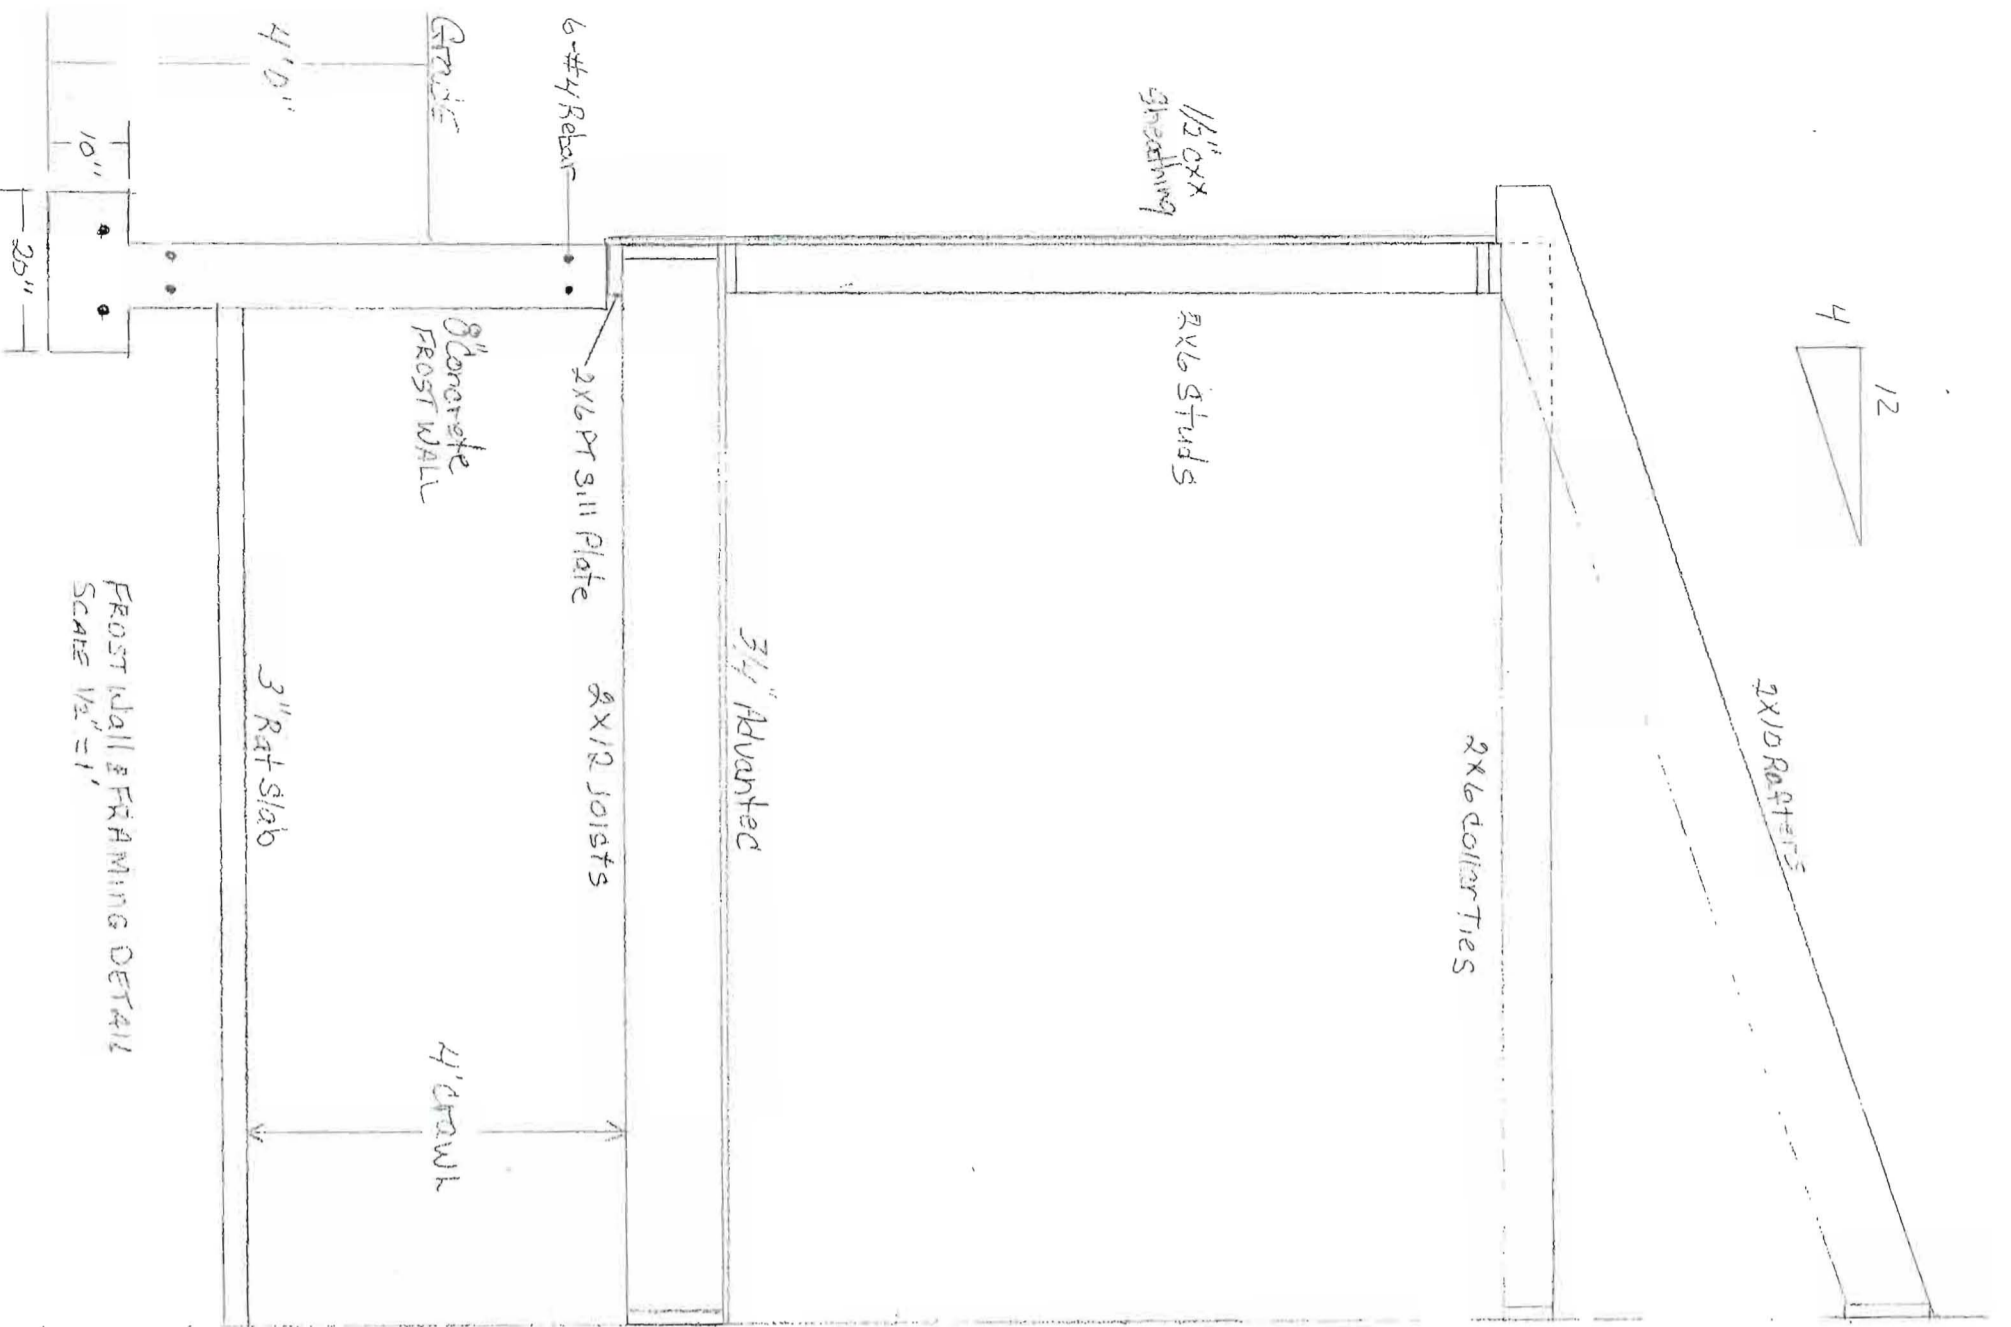 4
12
2X10 Rafters
2X6 collar Ties
1/2" CXX
sheathing
2X6 Studs
3/4" Advantec
2X12 JOISTS
2X6 PT Sill Plate
6-#4 Rebar
Grade
4'0"
10"
20"
8" Concrete
FROST WALL
4' Crawl
3" Rat Slab
FROST Wall & FRAMING DETAIL
SCALE 1/2" = 1'